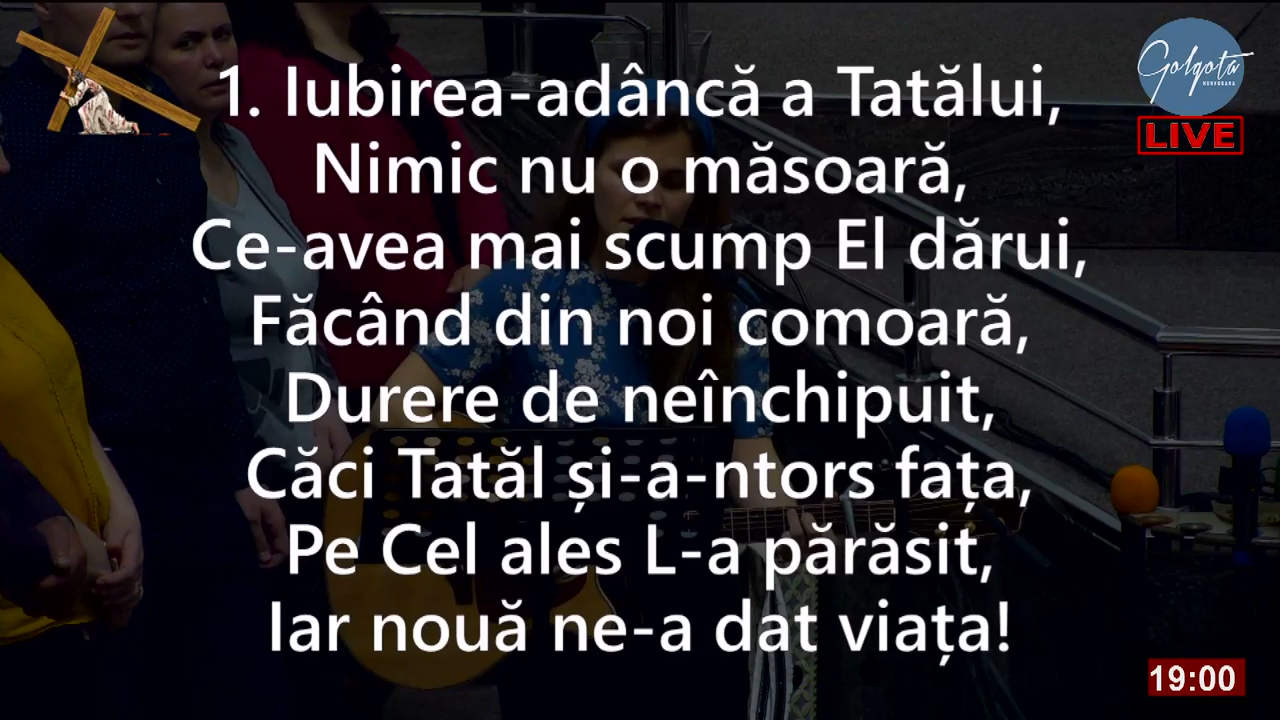 1. Iubirea-adâncă a Tatălui,
Nimic nu o măsoară,
Ce-avea mai scump El dărui,
Făcând din noi comoară,
Durere de neînchipuit,
Căci Tatăl și-a-ntors fața,
Pe Cel ales L-a părăsit,
Iar nouă ne-a dat viața!
Golgota
LIVE
19:00